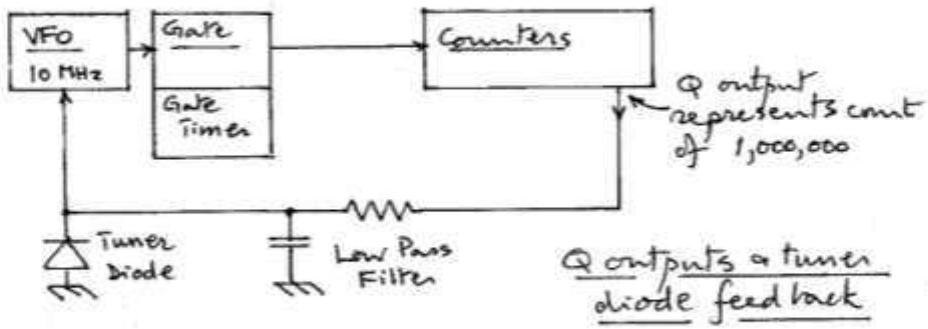 VFO
10 MHz
Gate
Gate
Timer
Counters
Q output
represents count
of 1,000,000
Tuner
Diode
Low Pass
Filter
Q outputs a tuner
diode feedback